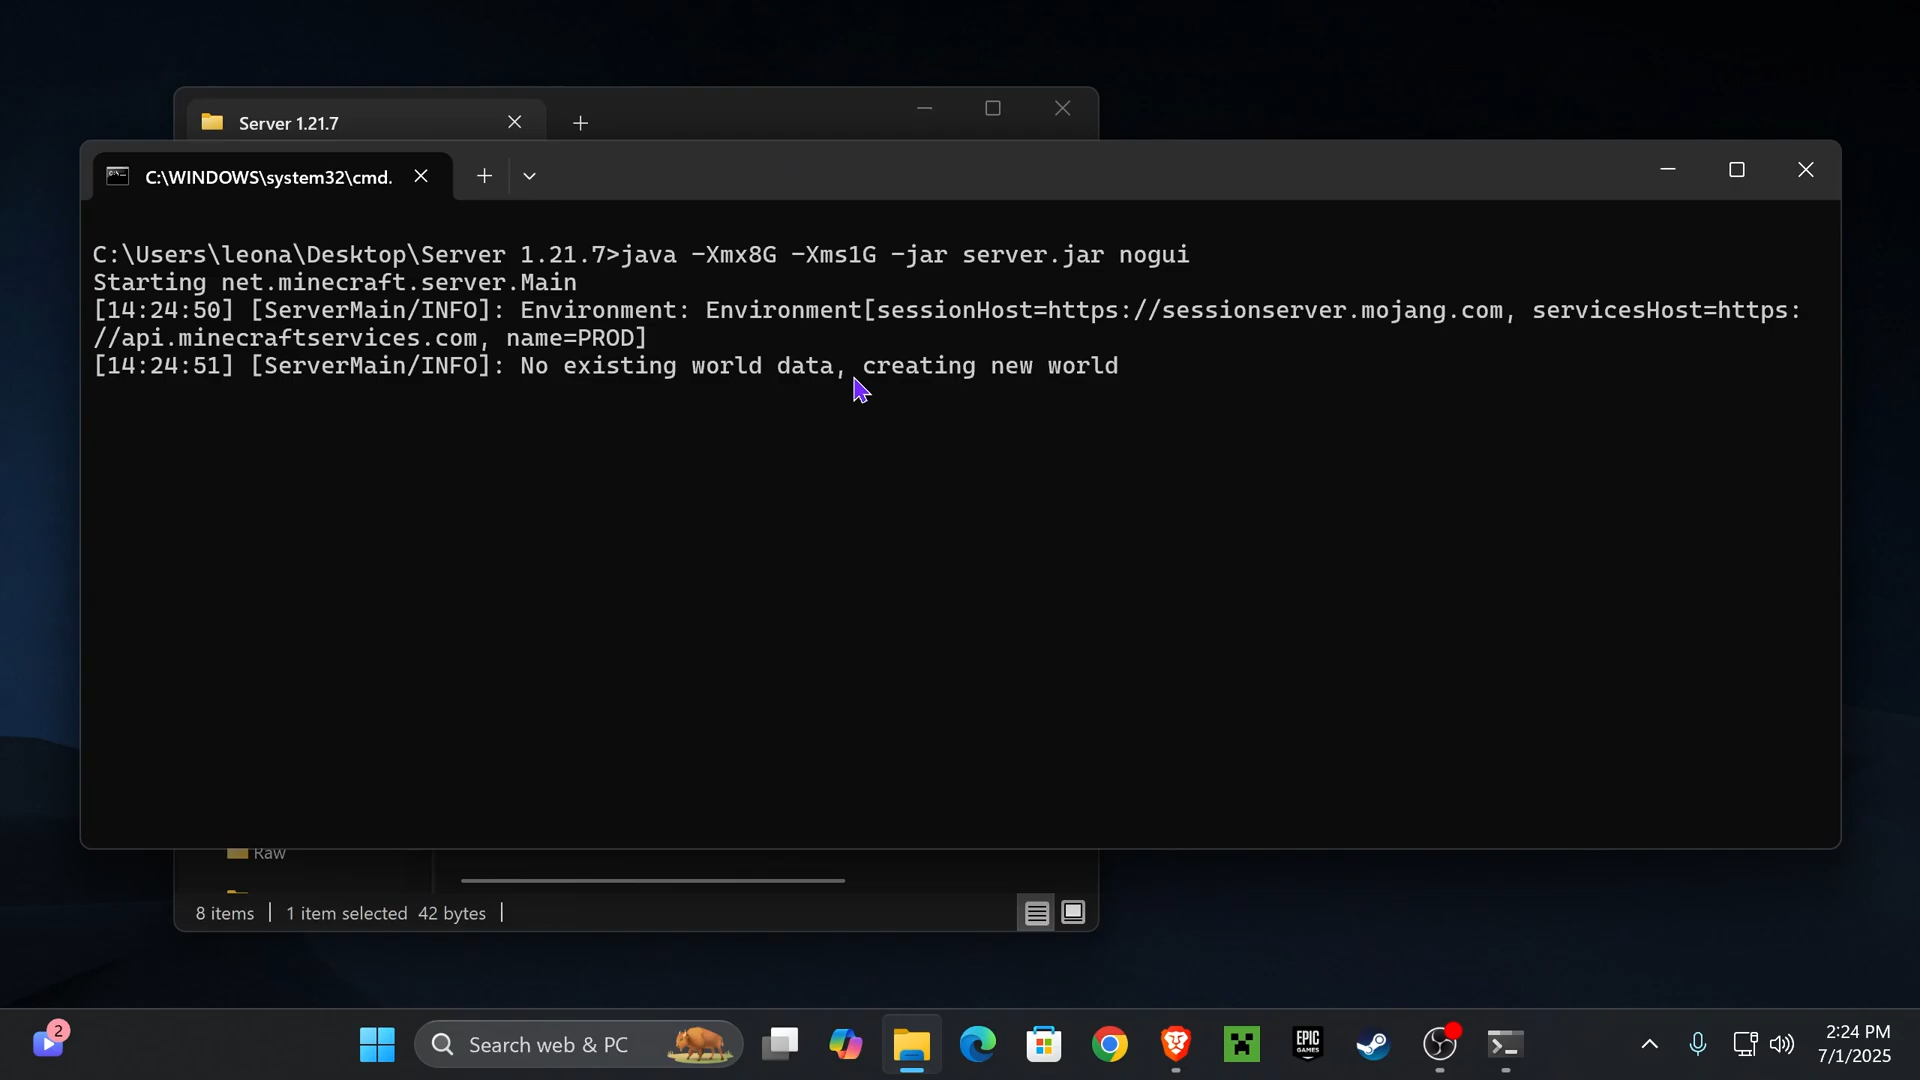 Server 1.21.7
C:\WINDOWS\system32\cmd.
C:\Users\leona\Desktop\Server 1.21.7>java -Xmx8G -Xms1G -jar server.jar nogui
Starting net.minecraft.server.Main
[14:24:50] [ServerMain/INFO]: Environment: Environment[sessionHost=https://sessionserver.mojang.com, servicesHost=https:
//api.minecraftservices.com, name=PROD]
[14:24:51] [ServerMain/INFO]: No existing world data, creating new world
Raw
8 items 1 item selected 42 bytes
2
Search web & PC
EPIC GAMES
2:24 PM
7/1/2025